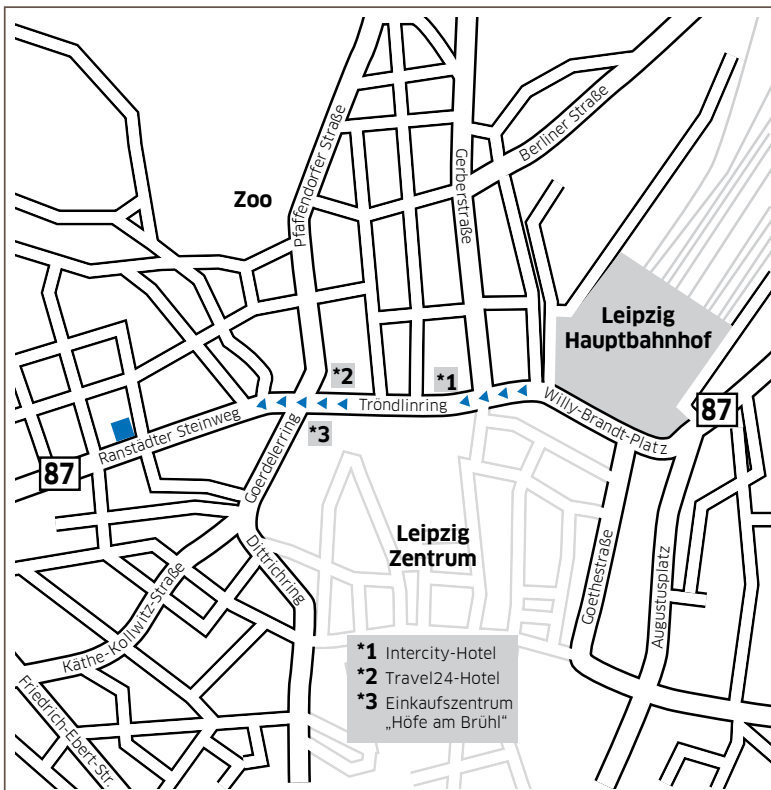 Berliner Straße
Pfaffendorfer Straße
Gerberstraße
Zoo
Leipzig
Hauptbahnhof
*2
*1
Willy-Brandt-Platz
87
Tröndlinring
Ranstädter Steinweg
*3
87
Goerdelerring
Leipzig
Zentrum
Dittrichring
Goethestraße
Augustusplatz
Käthe-Kollwitz-Straße
Friedrich-Ebert-Str.
*1 Intercity-Hotel
*2 Travel24-Hotel
*3 Einkaufszentrum
„Höfe am Brühl“